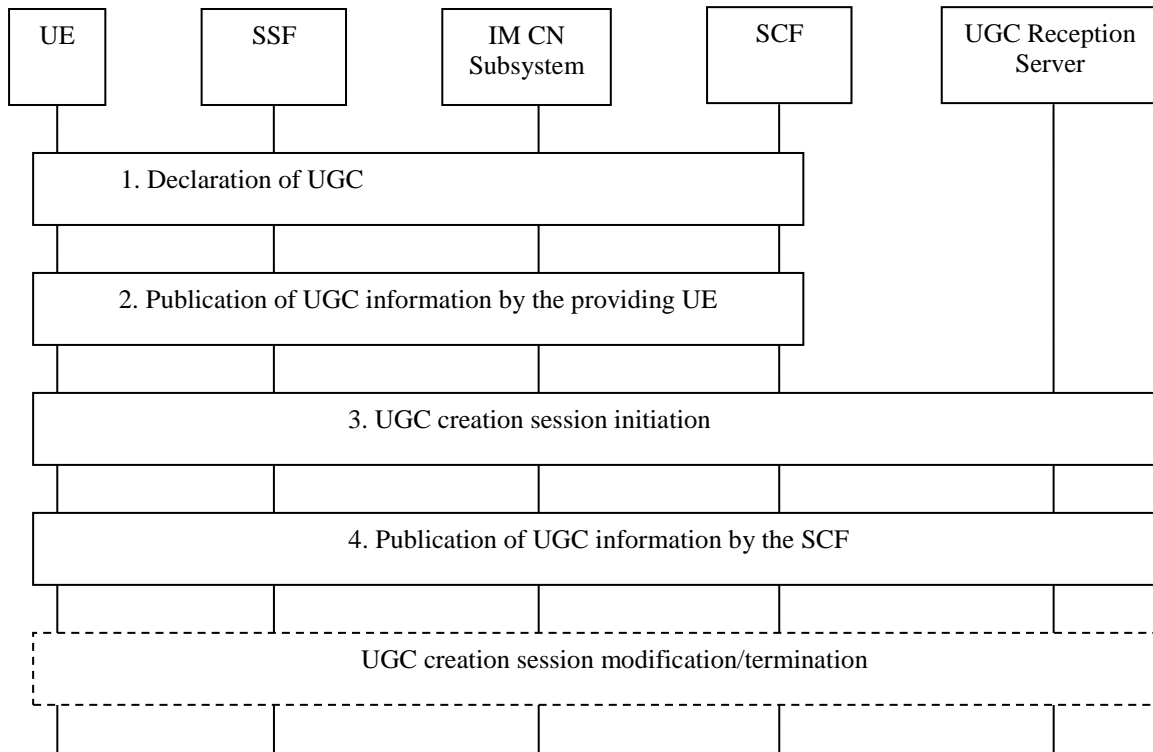 UE
SSF
IM CN
Subsystem
SCF
UGC Reception
Server
1. Declaration of UGC
2. Publication of UGC information by the providing UE
3. UGC creation session initiation
4. Publication of UGC information by the SCF
UGC creation session modification/termination